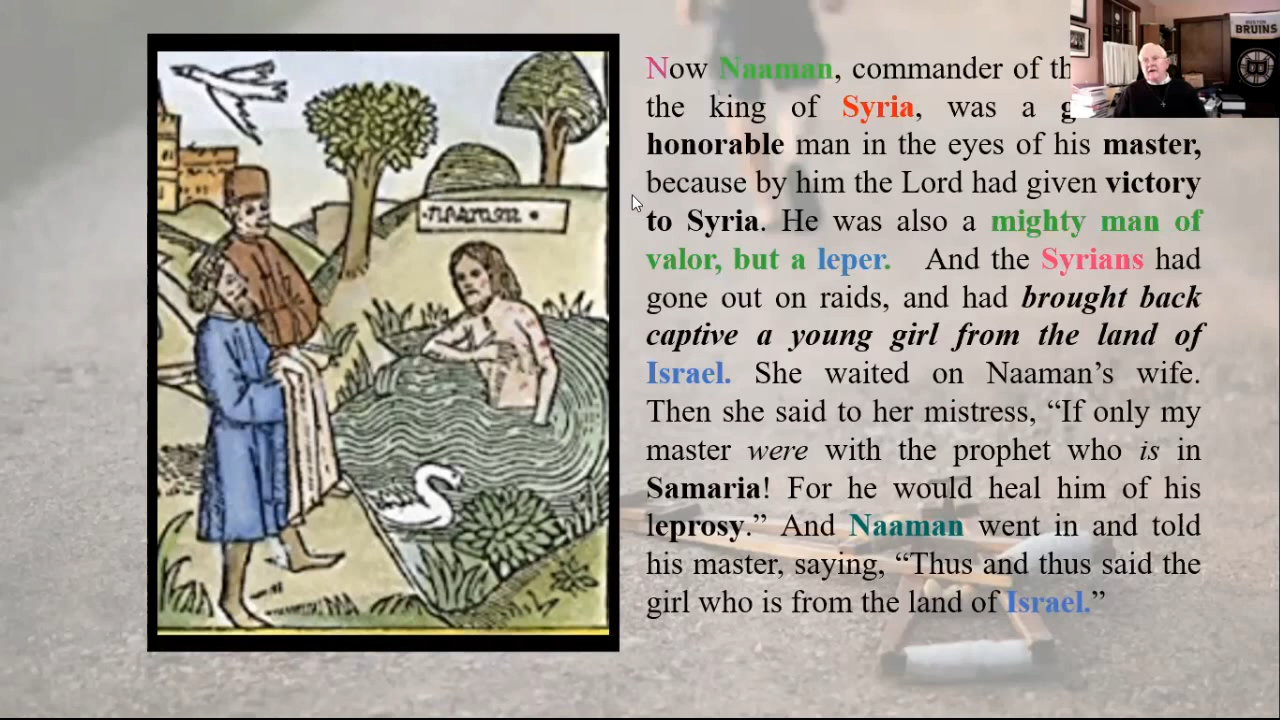 Now Naaman, commander of th
the king of Syria, was a g
honorable man in the eyes of his master,
because by him the Lord had given victory
to Syria. He was also a mighty man of
valor, but a leper. And the Syrians had
gone out on raids, and had brought back
captive a young girl from the land of
Israel. She waited on Naaman’s wife.
Then she said to her mistress, “If only my
master were with the prophet who is in
Samaria! For he would heal him of his
leprosy.” And Naaman went in and told
his master, saying, “Thus and thus said the
girl who is from the land of Israel.”
BRUINS